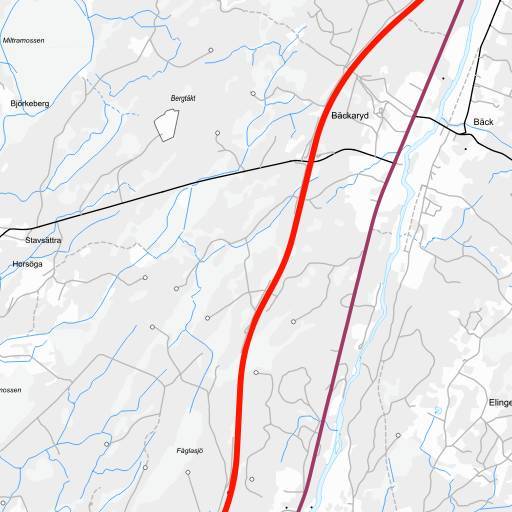 Miltramossen
Björkeberg
Bergtäkt
Bäckaryd
Bäck
Stavsättra
Horsöga
mossen
Elinge
Fåglasjö